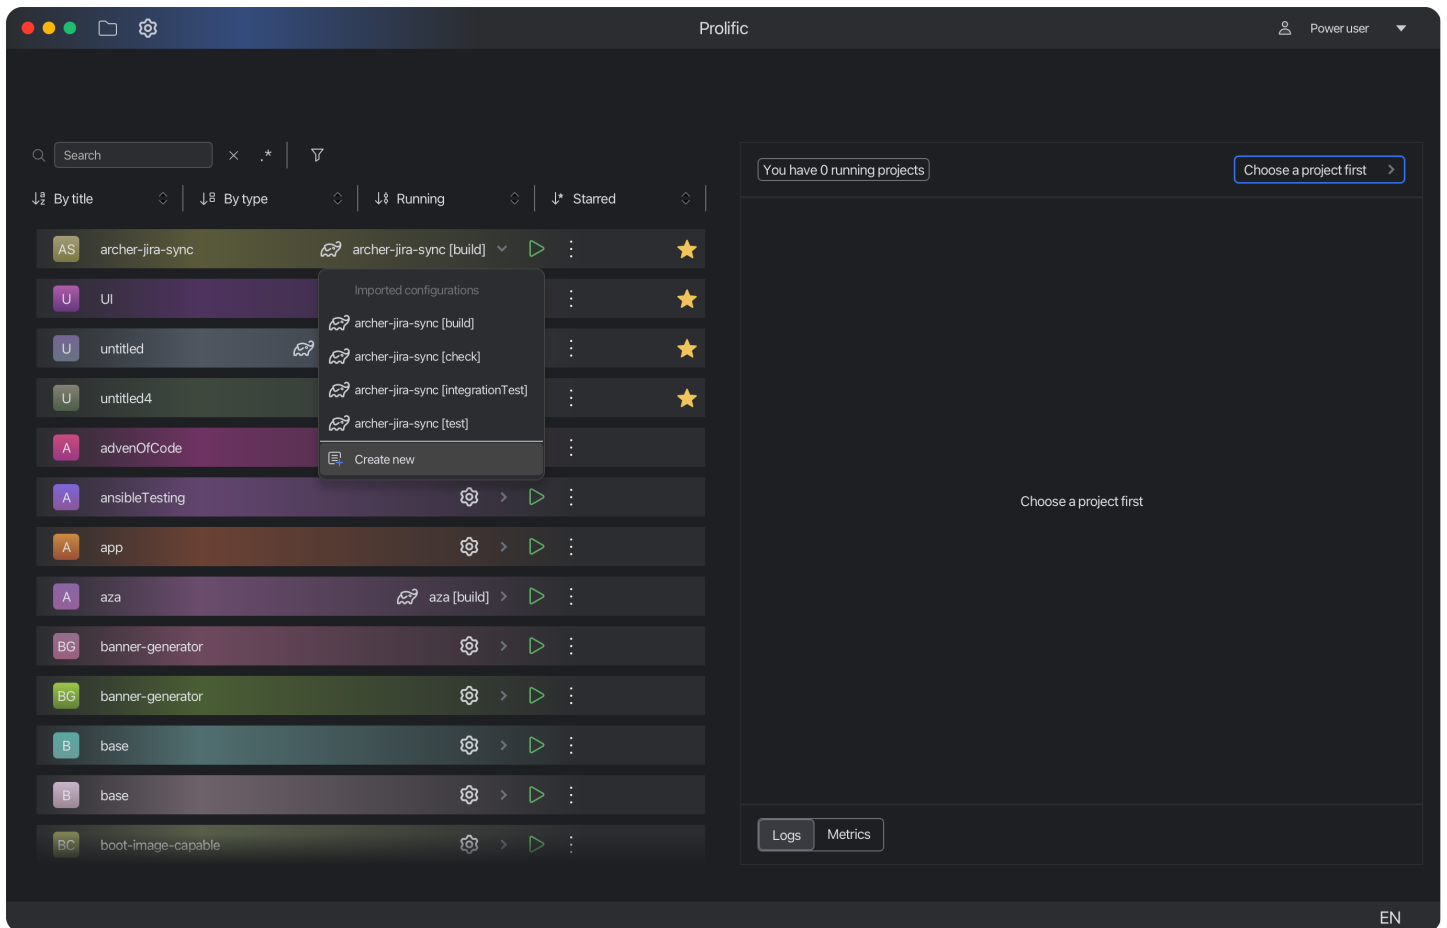 Prolific
Power user
Search
.*
By title
By type
Running
Starred
You have 0 running projects
Choose a project first
AS archer-jira-sync archer-jira-sync [build]
U UI
U untitled
U untitled4
A advenOfCode
Imported configurations
archer-jira-sync [build]
archer-jira-sync [check]
archer-jira-sync [integrationTest]
archer-jira-sync [test]
Create new
A ansibleTesting
A app
A aza aza [build]
BG banner-generator
BG banner-generator
B base
B base
BC boot-image-capable
Choose a project first
Logs Metrics
EN